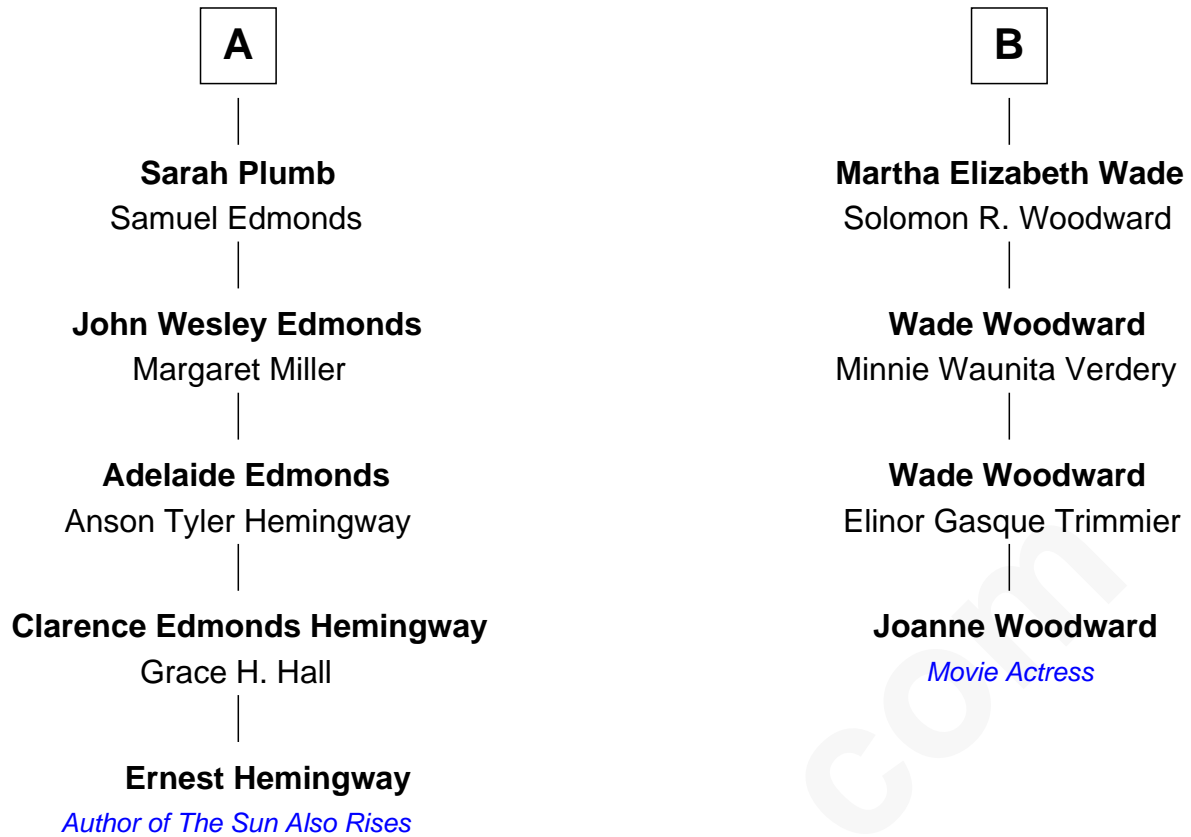 A
Sarah Plumb
Samuel Edmonds
John Wesley Edmonds
Margaret Miller
Adelaide Edmonds
Anson Tyler Hemingway
Clarence Edmonds Hemingway
Grace H. Hall
Ernest Hemingway
Author of The Sun Also Rises
B
Martha Elizabeth Wade
Solomon R. Woodward
Wade Woodward
Minnie Waunita Verdery
Wade Woodward
Elinor Gasque Trimmier
Joanne Woodward
Movie Actress
com